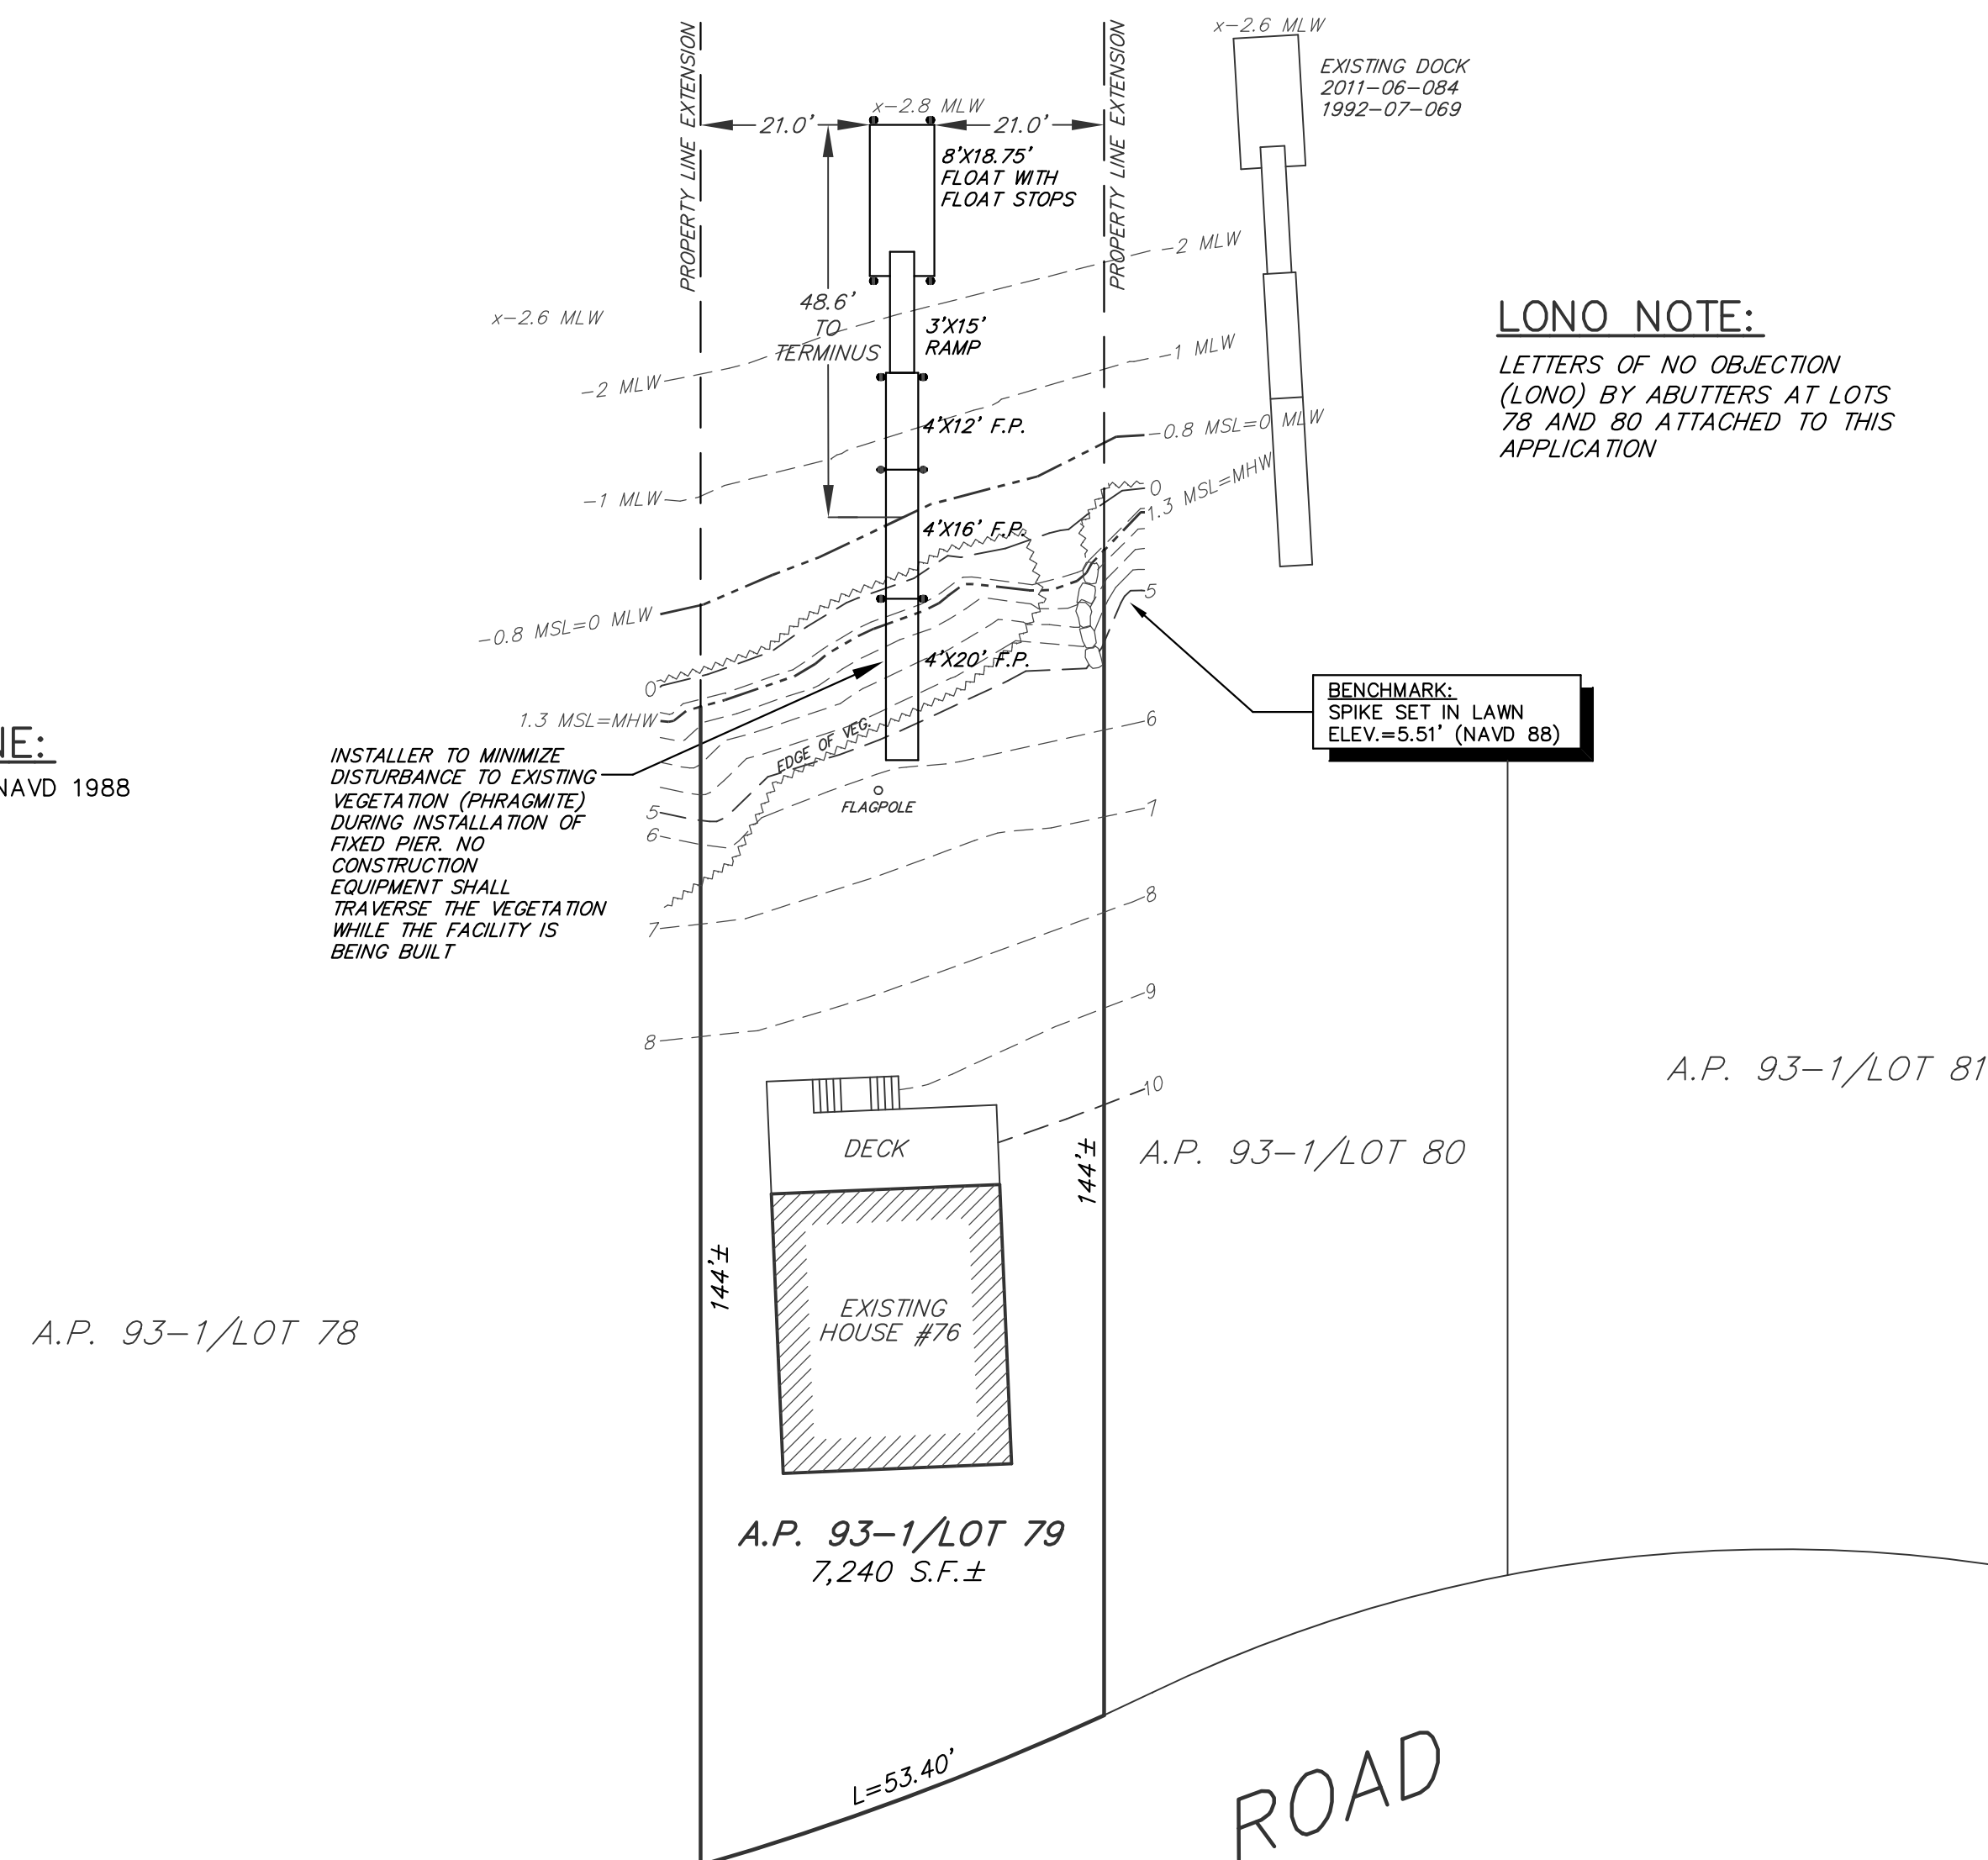 x-2.6 MLW
EXISTING DOCK
2011-06-084
1992-07-069
PROPERTY LINE EXTENSION
PROPERTY LINE EXTENSION
x-2.8 MLW
21.0'
21.0'
8'X18.75'
FLOAT WITH
FLOAT STOPS
-2 MLW
48.6'
TO
TERMINUS
x-2.6 MLW
3'X15'
RAMP
-1 MLW
-2 MLW
LONO NOTE:
LETTERS OF NO OBJECTION
(LONO) BY ABUTTERS AT LOTS
78 AND 80 ATTACHED TO THIS
APPLICATION
4'X12' F.P.
-0.8 MSL=0 MLW
-1 MLW
0
1.3 MSL=MHW
4'X16' F.P.
5
-0.8 MSL=0 MLW
4'X20' F.P.
0
1.3 MSL=MHW
BENCHMARK:
SPIKE SET IN LAWN
ELEV.=5.51' (NAVD 88)
6
NE:
NAVD 1988
EDGE OF VEG.
INSTALLER TO MINIMIZE
DISTURBANCE TO EXISTING
VEGETATION (PHRAGMITE)
DURING INSTALLATION OF
FIXED PIER. NO
CONSTRUCTION
EQUIPMENT SHALL
TRAVERSE THE VEGETATION
WHILE THE FACILITY IS
BEING BUILT
FLAGPOLE
5
6
7
7
8
8
9
10
DECK
144'±
144'±
A.P. 93-1/LOT 81
A.P. 93-1/LOT 80
A.P. 93-1/LOT 78
EXISTING
HOUSE #76
A.P. 93-1/LOT 79
7,240 S.F.±
L=53.40'
ROAD